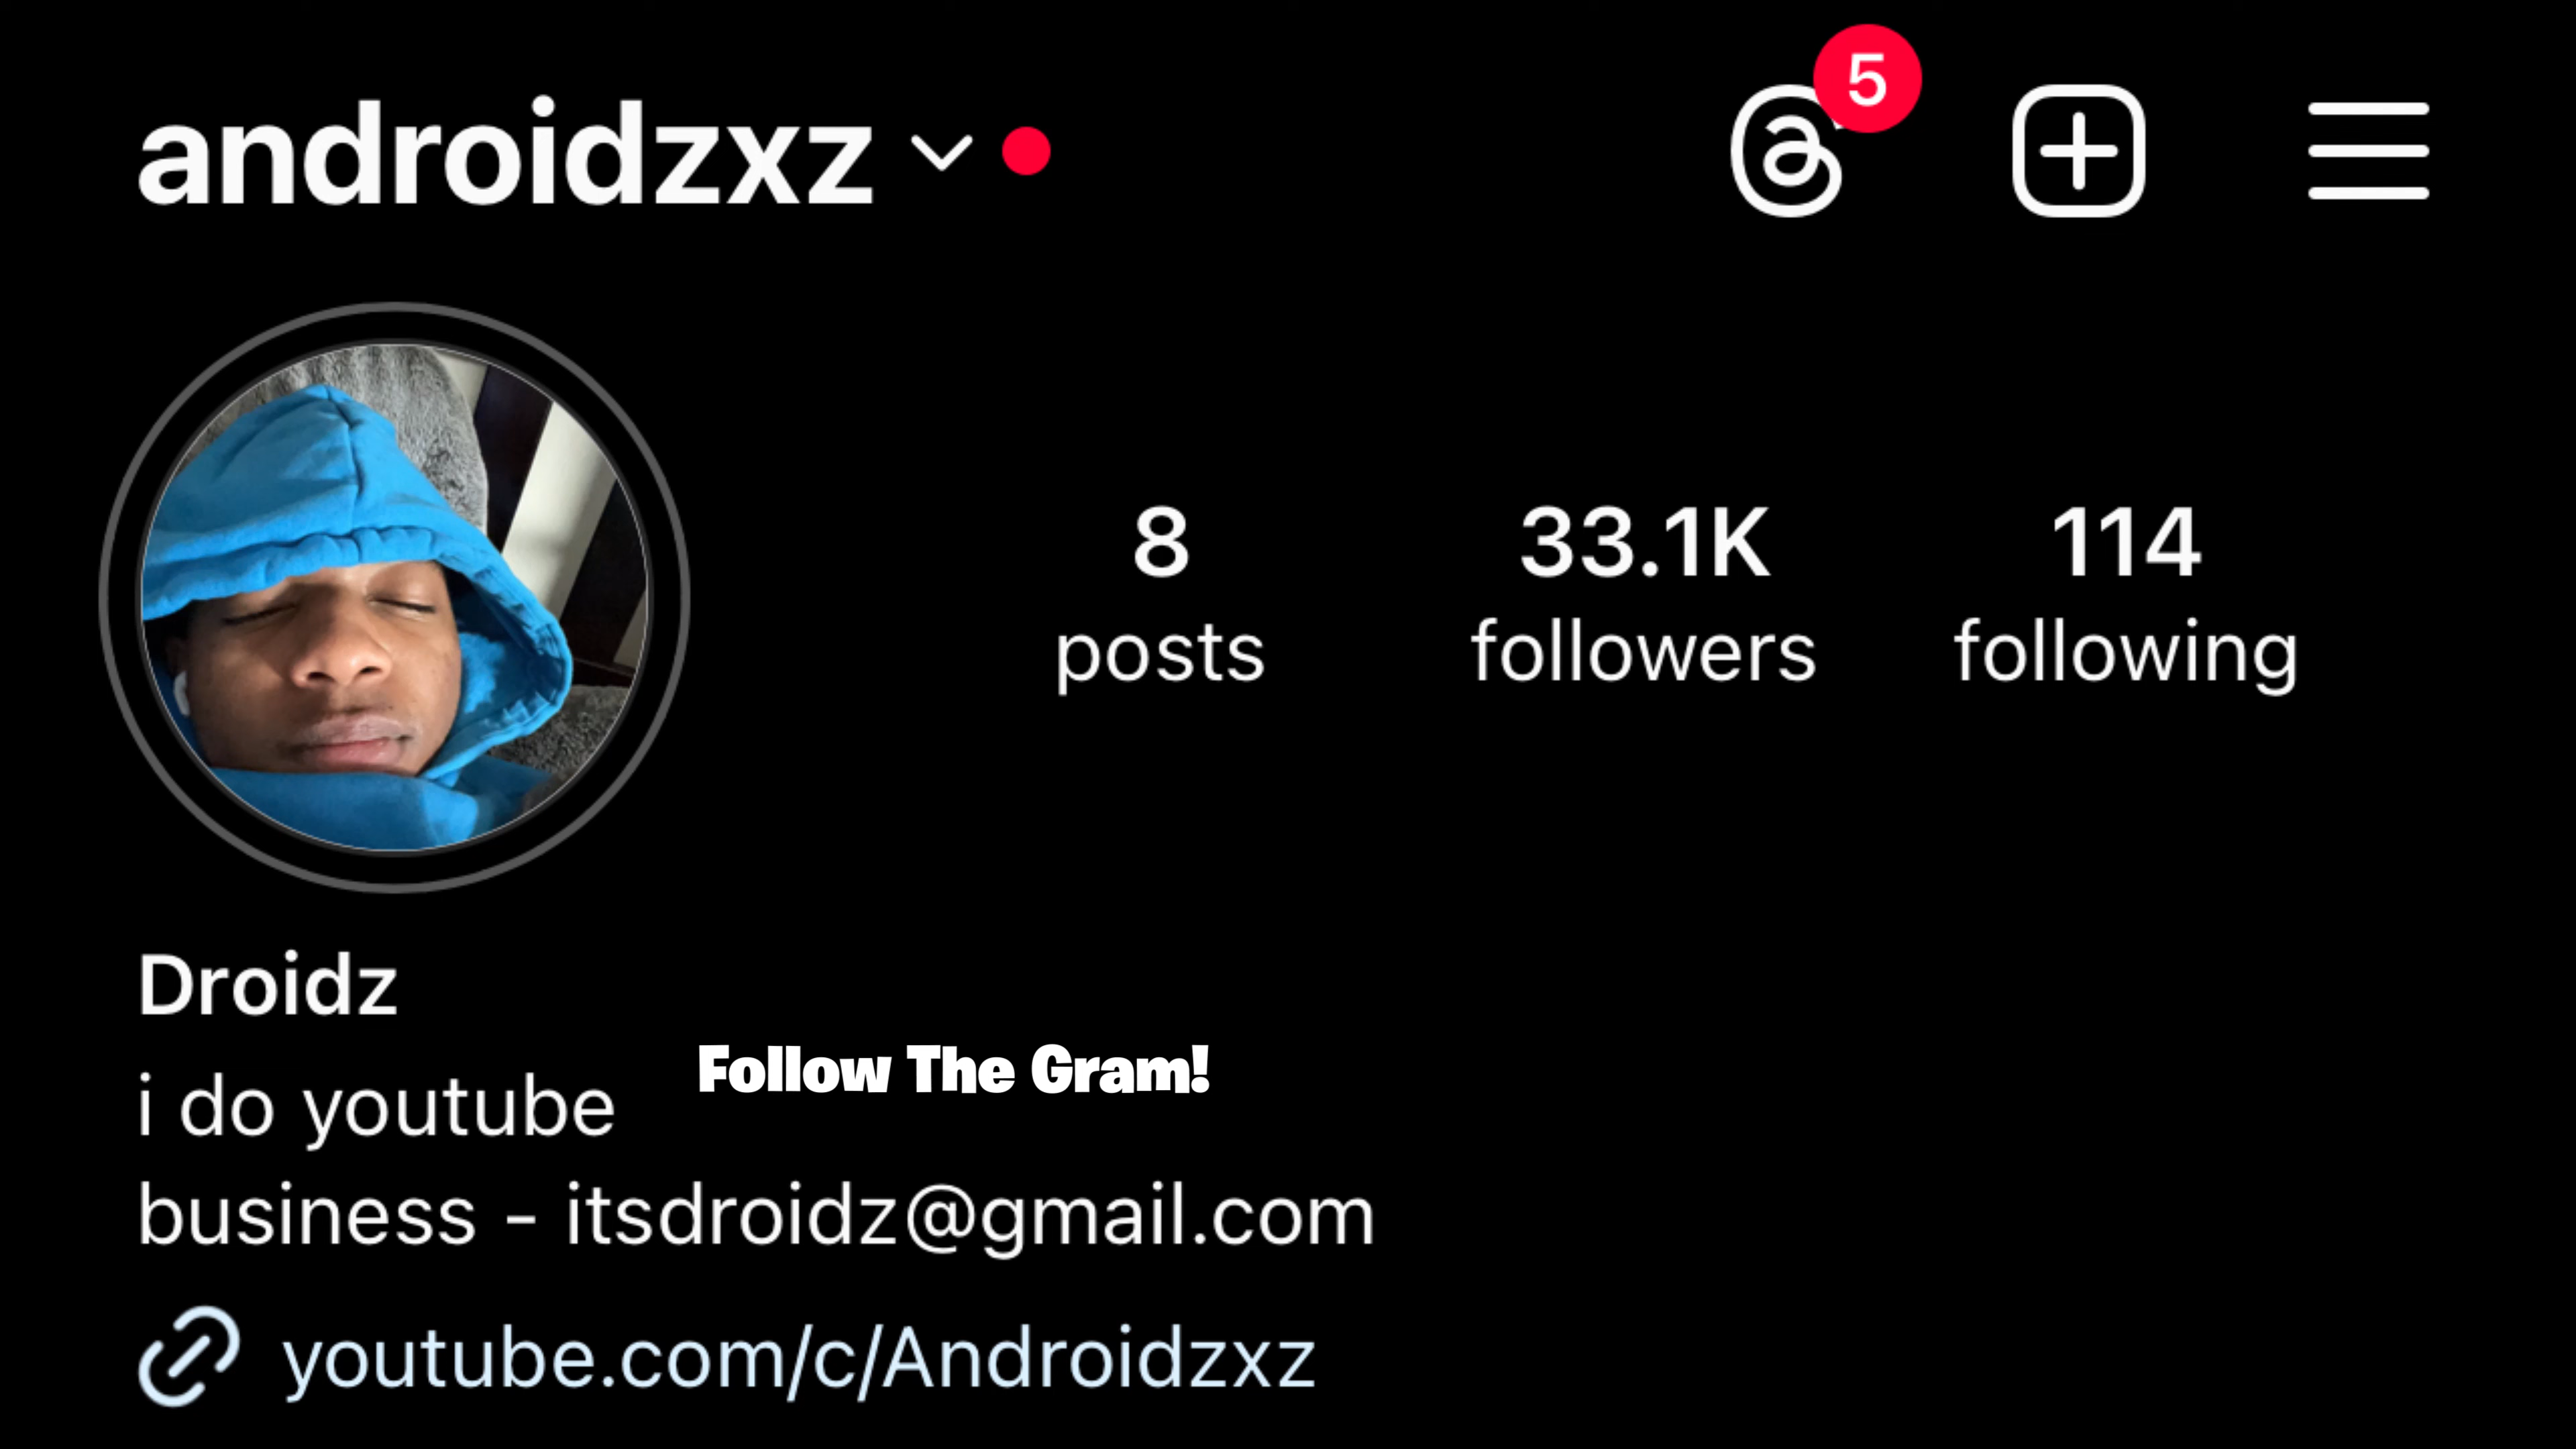 androidzxz
5
8
33.1K
114
posts
followers
following
Droidz
Follow The Gram!
i do youtube
business - itsdroidz@gmail.com
youtube.com/c/Androidzxz